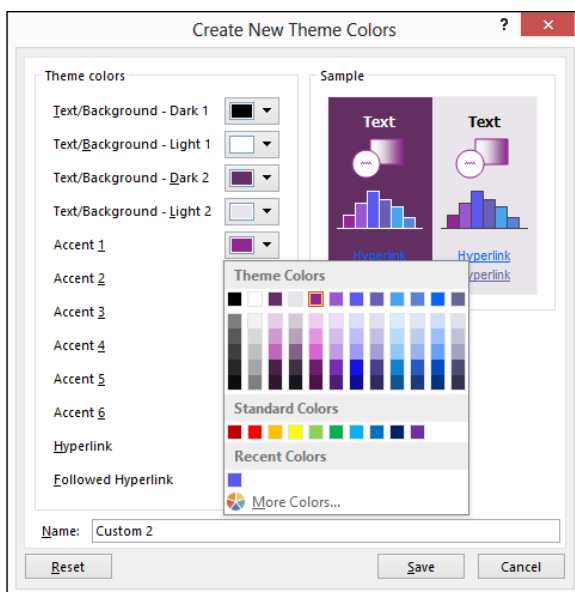 Create New Theme Colors
?
Theme colors
Sample
Text/Background - Dark 1
Text/Background - Light 1
Text/Background - Dark 2
Text/Background - Light 2
Accent 1
Accent 2
Accent 3
Accent 4
Accent 5
Accent 6
Hyperlink
Followed Hyperlink
Text
Text
Hyperlink
Hyperlink
yperlink
Theme Colors
Standard Colors
Recent Colors
More Colors...
Name: Custom 2
Reset
Save
Cancel